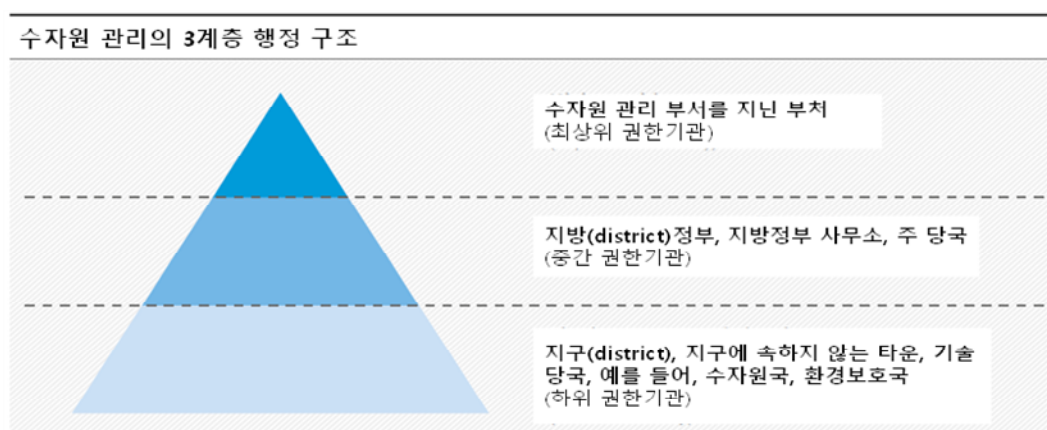 수자원 관리의 3계층 행정 구조
수자원 관리 부서를 지닌 부처
(최상위 권한기관)
지방(district)정부, 지방정부 사무소, 주 당국
(중간 권한기관)
지구(district), 지구에 속하지 않는 타운, 기술
당국, 예를 들어, 수자원국, 환경보호국
(하위 권한기관)